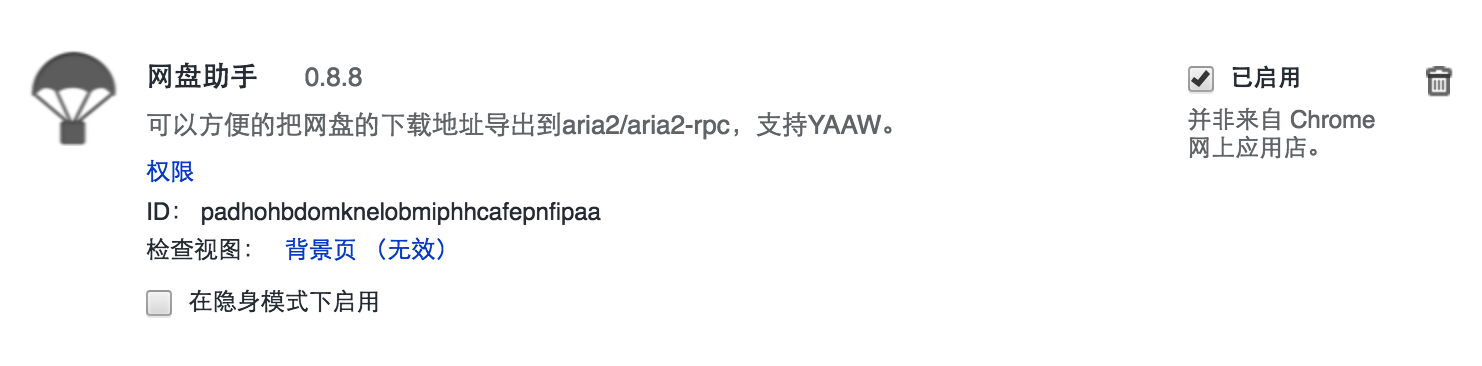 网盘助手 0.8.8
已启用
可以方便的把网盘的下载地址导出到aria2/aria2-rpc，支持YAAW。
并非来自 Chrome
网上应用店。
权限
ID： padhohbdomknelobmiphhcafepnfipaa
检查视图： 背景页 （无效）
在隐身模式下启用